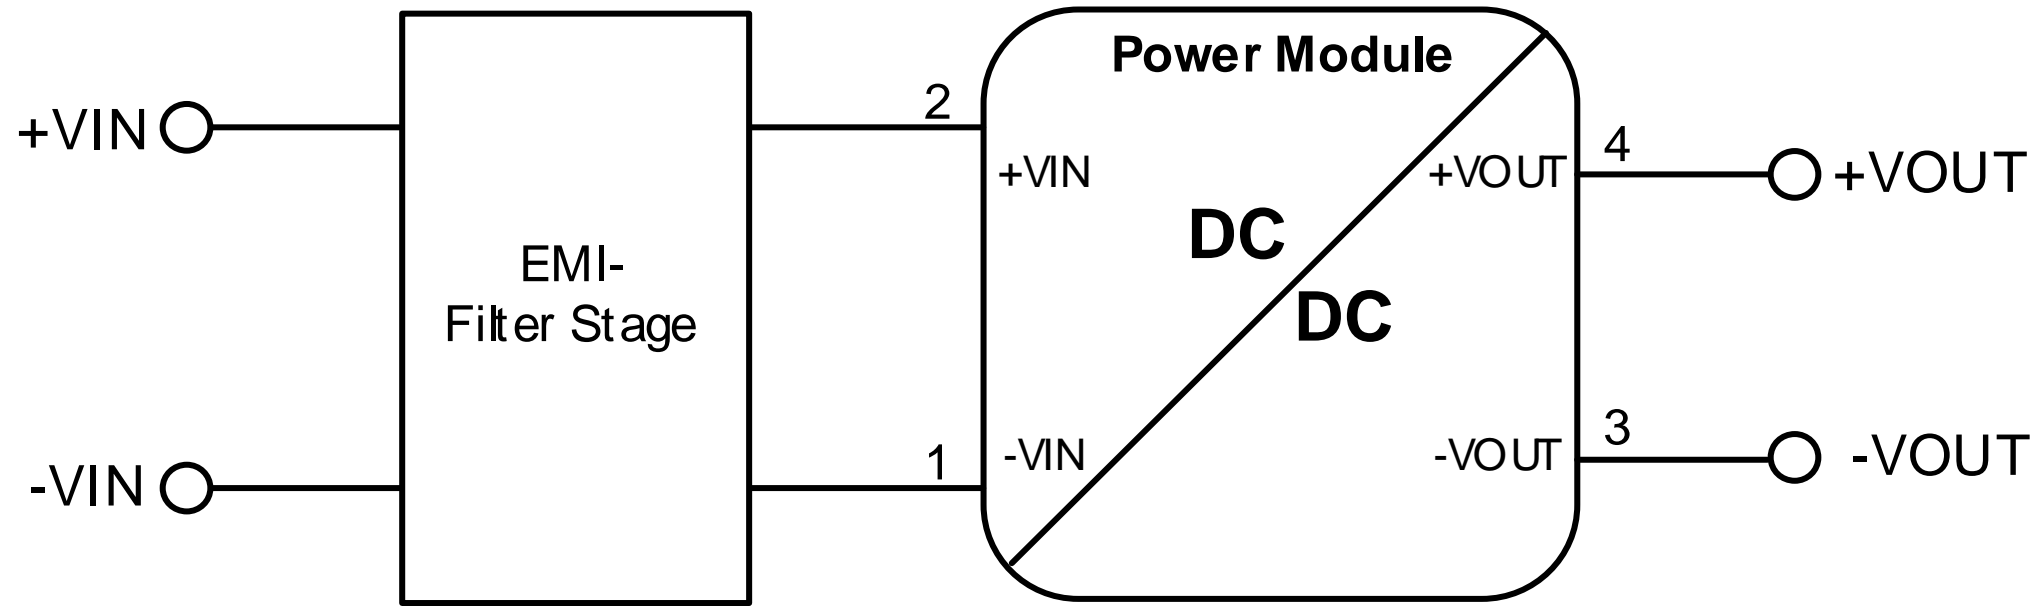 Power Module
+VIN
2
+VIN
+VOUT
4
+VOUT
DC
EMI-
Filter Stage
DC
-VIN
1
-VIN
-VOUT
3
-VOUT